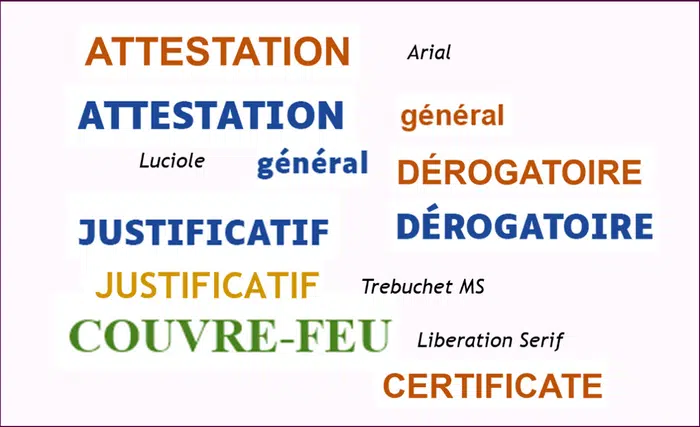 ATTESTATION Arial
ATTESTATION général
Luciole général
DÉROGATOIRE
JUSTIFICATIF DÉROGATOIRE
JUSTIFICATIF Trebuchet MS
COUVRE-FEU Liberation Serif
CERTIFICATE